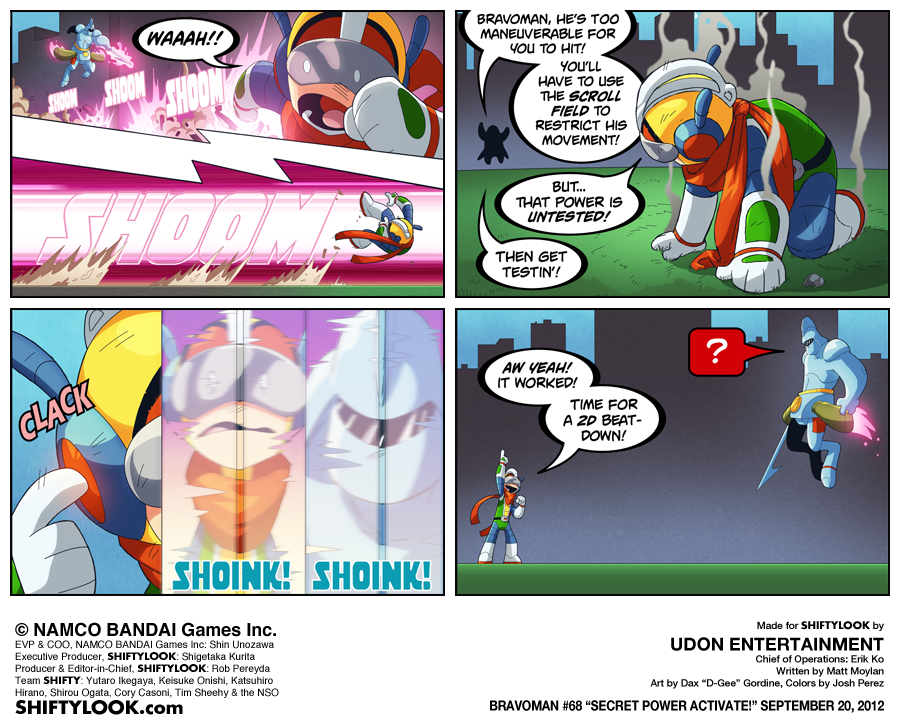 WAAAH!!
SHOOM
SHOOM
SHOOM
SHOOM
BRAVOMAN, HE'S TOO
MANEUVERABLE FOR
YOU TO HIT!
YOU'LL
HAVE TO USE
THE SCROLL
FIELD TO
RESTRICT HIS
MOVEMENT!
BUT...
THAT POWER IS
UNTESTED!
THEN GET
TESTIN'!
CLACK
SHOINK!
SHOINK!
AW YEAH!
IT WORKED!
TIME FOR
A 2D BEAT-
DOWN!
?
© NAMCO BANDAI Games Inc.
EVP & COO, NAMCO BANDAI Games Inc: Shin Unozawa
Executive Producer, SHIFTYLOOK: Shigetaka Kurita
Producer & Editor-in-Chief, SHIFTYLOOK: Rob Pereyda
Team SHIFTY: Yutaro Ikegaya, Keisuke Onishi, Katsuhiro
Hirano, Shirou Ogata, Cory Casoni, Tim Sheehy & the NSO
SHIFTYLOOK.com
Made for SHIFTYLOOK by
UDON ENTERTAINMENT
Chief of Operations: Erik Ko
Written by Matt Moylan
Art by Dax "D-Gee" Gordine, Colors by Josh Perez
BRAVOMAN #68 "SECRET POWER ACTIVATE!" SEPTEMBER 20, 2012